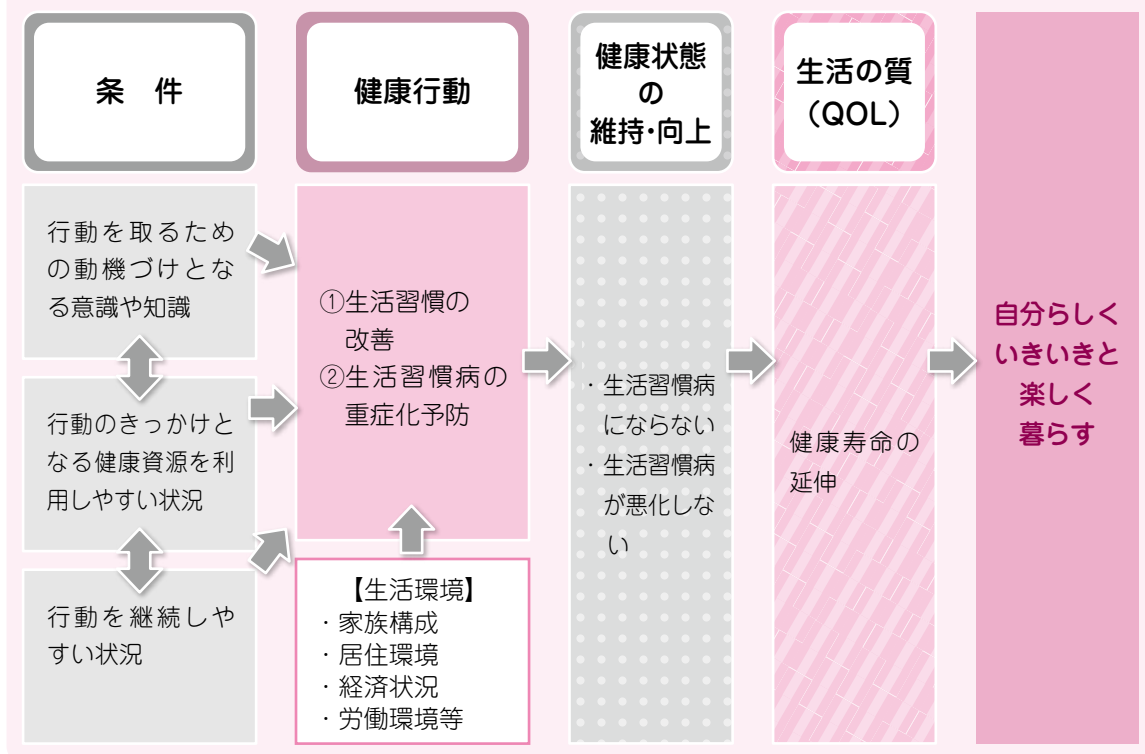 条 件
行動を取るため
の動機づけとな
る意識や知識
行動のきっかけと
なる健康資源を利
用しやすい状況
行動を継続しや
すい状況
健康行動
①生活習慣の
改善
②生活習慣病の
重症化予防
【生活環境】
・家族構成
・居住環境
・経済状況
・労働環境等
健康状態
の
維持・向上
・生活習慣病
にならない
・生活習慣病
が悪化しな
い
生活の質
（QOL）
健康寿命の
延伸
自分らしく
いきいきと
楽しく
暮らす